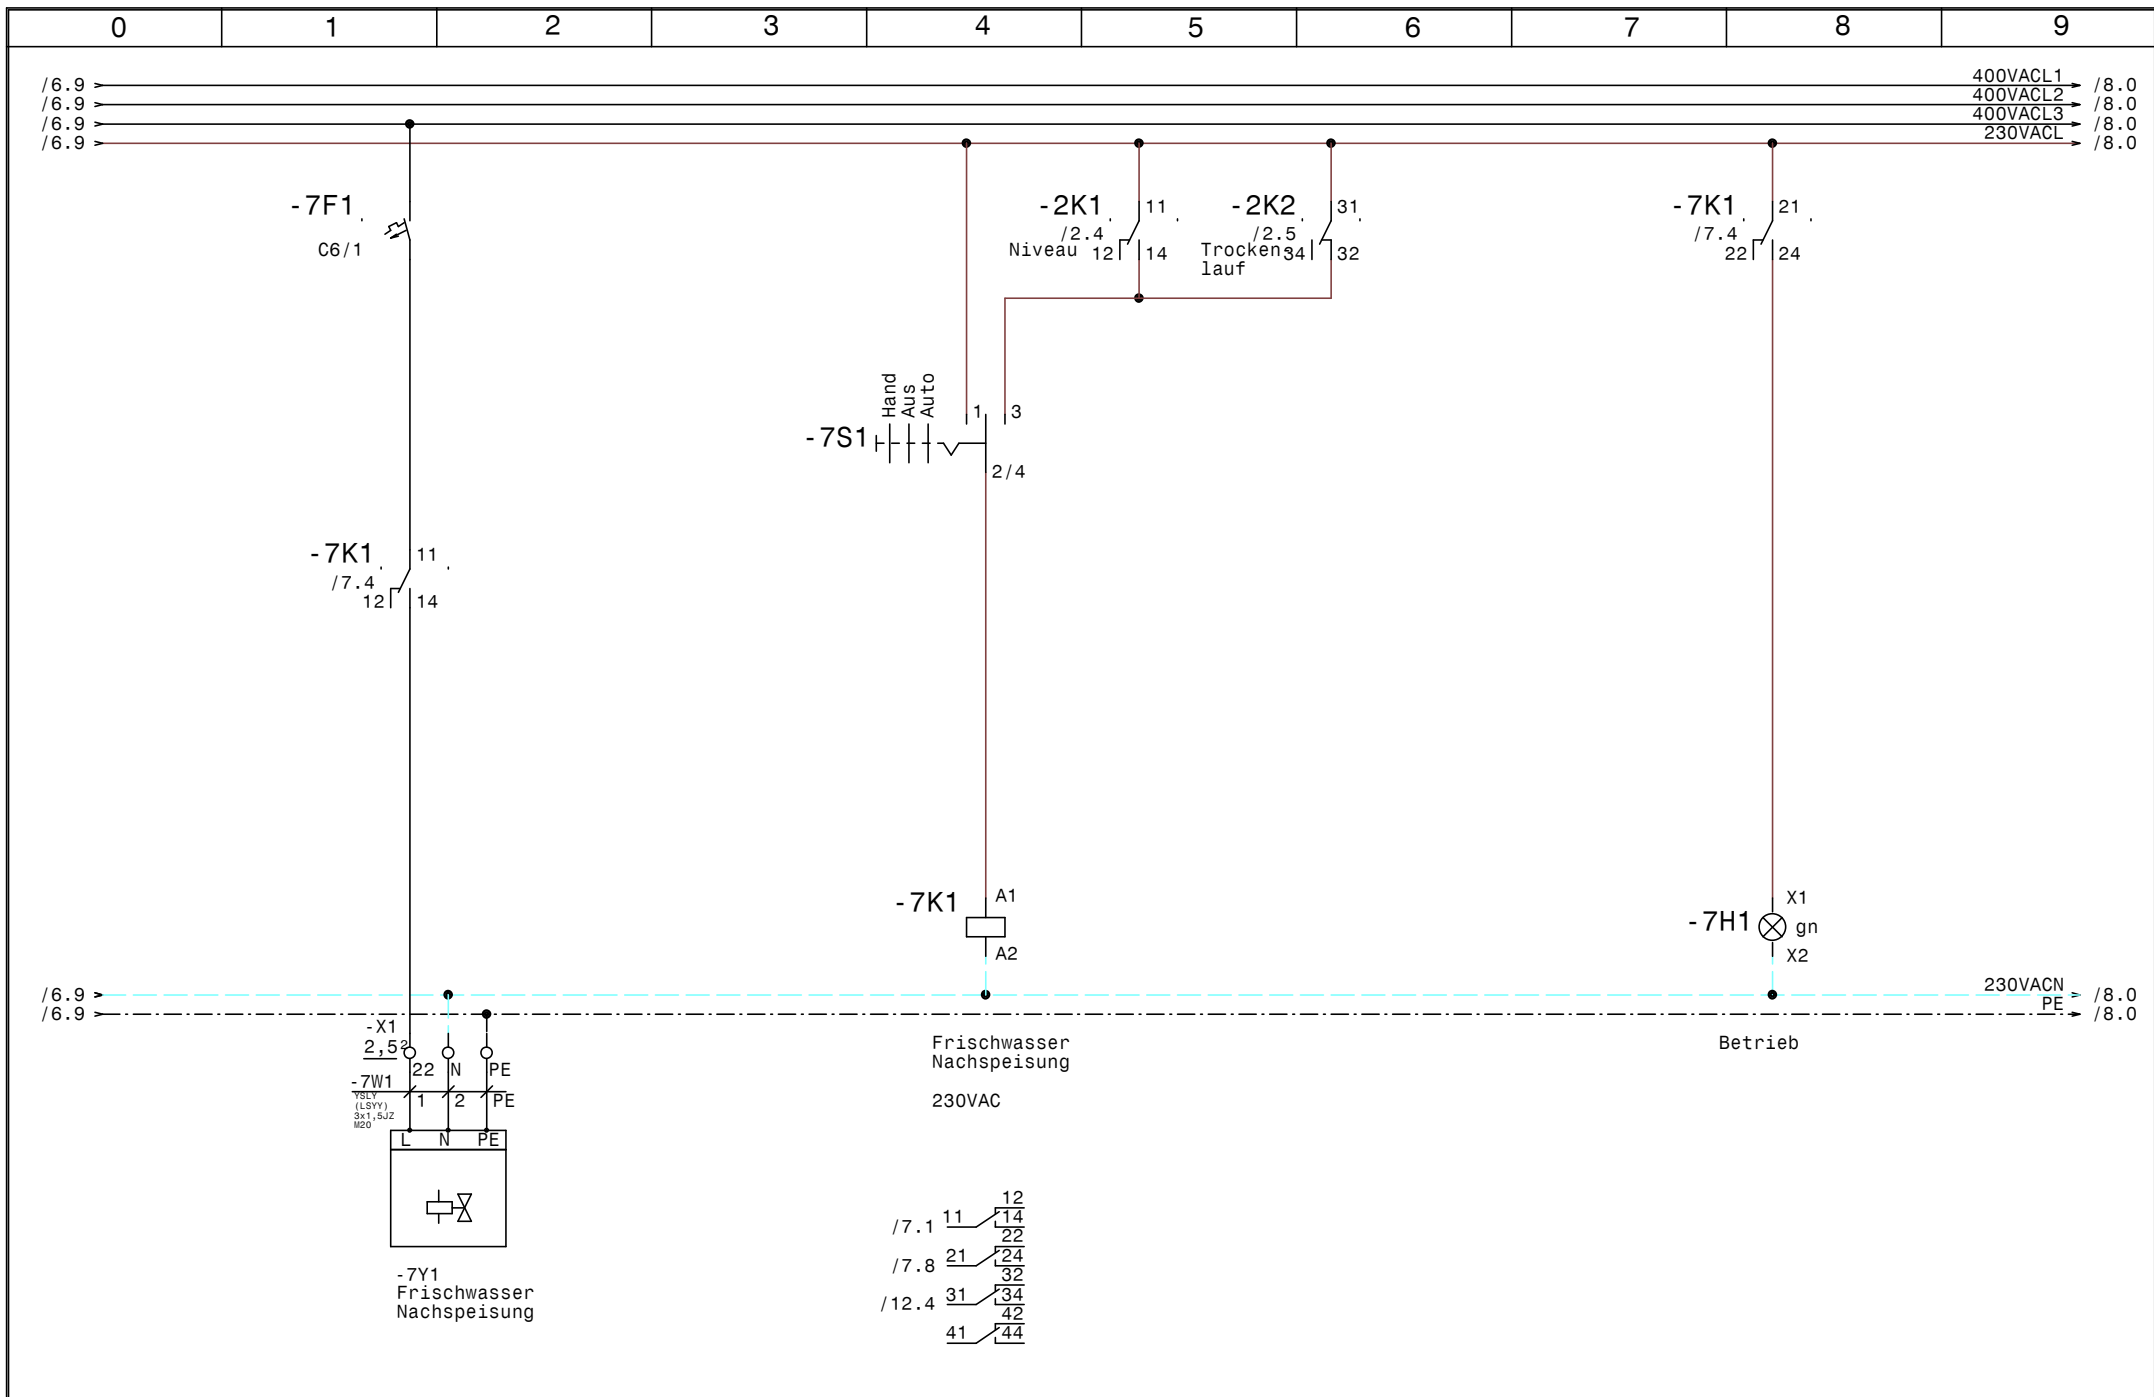 0 1 2 3 4 5 6 7 8 9
/6.9 400VACL1 /8.0
/6.9 400VACL2 /8.0
/6.9 400VACL3 /8.0
/6.9 230VACL /8.0
-7F1
C6/1
-2K1 11
/2.4
Niveau 12 14
-2K2 31
/2.5
Trocken- 34 32
lauf
-7K1 21
/7.4
22 24
Hand
Aus
Auto
-7S1
1 3
2/4
-7K1 11
/7.4
12 14
-7K1 A1
A2
-7H1 X1
gn
X2
/6.9 230VACN /8.0
/6.9 PE /8.0
-X1
2,5²
22 N PE
-7W1
YSLY
(LSYY)
3x1,5JZ
M20
1 2 PE
L N PE
-7Y1
Frischwasser
Nachspeisung
Frischwasser
Nachspeisung
230VAC
Betrieb
12
/7.1 11 14
22
/7.8 21 24
32
/12.4 31 34
42
41 44